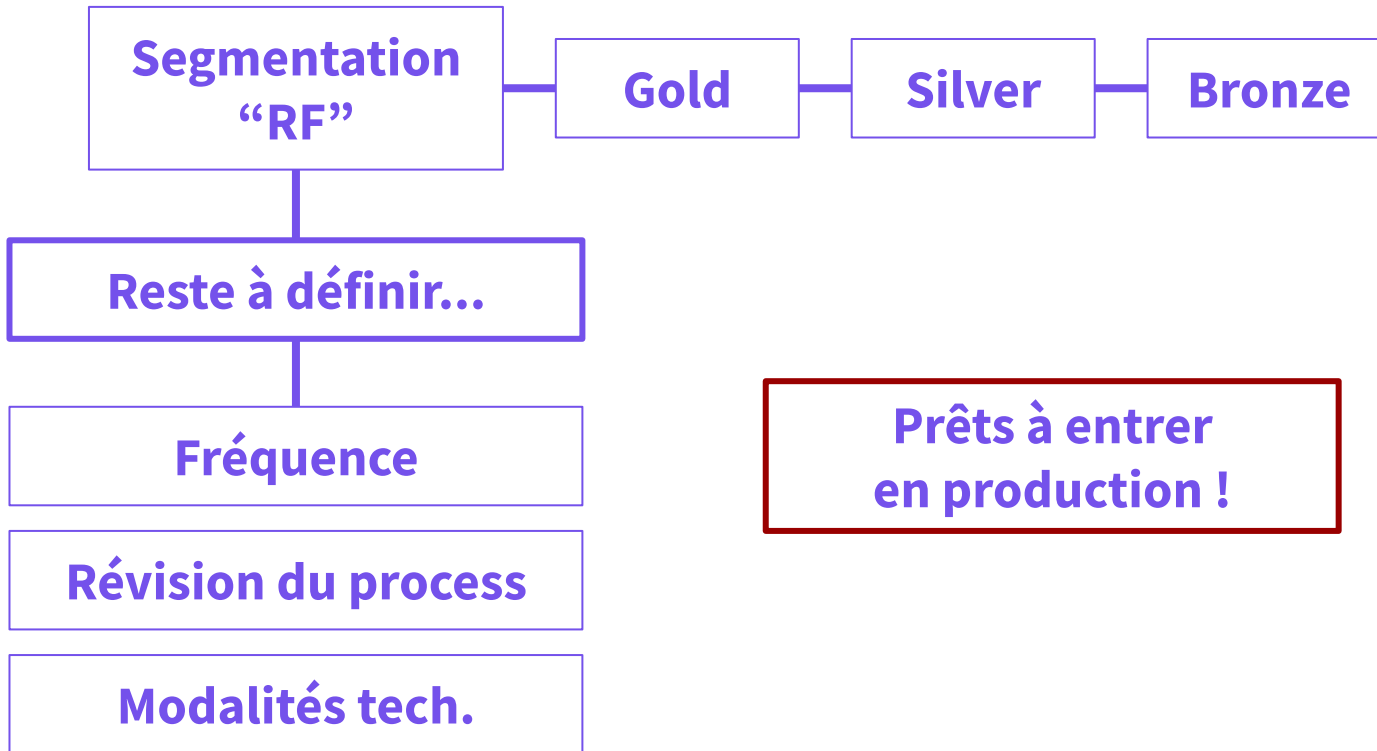 Segmentation
“RF”
Gold
Silver
Bronze
Reste à définir...
Fréquence
Révision du process
Modalités tech.
Prêts à entrer
en production !